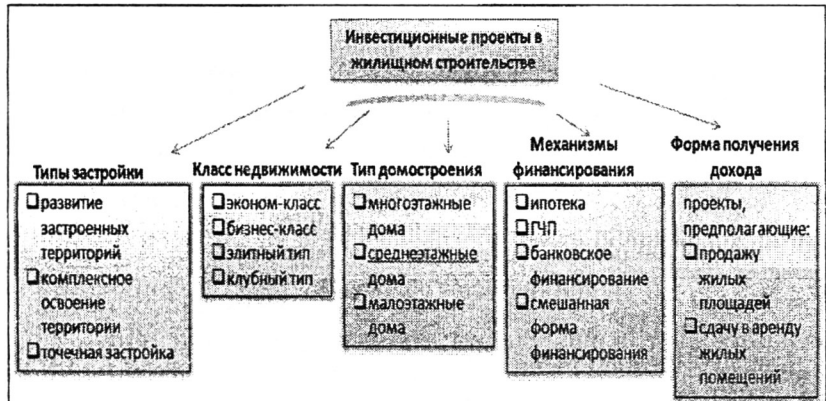 Инвестиционные проекты в
жилищном строительстве
Типы застройки
❑развитие
застроенных
территорий
❑комплексное
освоение
территории
❑точечная застройка
Класс недвижимости
❑эконом-класс
❑бизнес-класс
❑элитный тип
❑клубный тип
Тип домостроения
❑многоэтажные
дома
❑среднеэтажные
дома
❑малоэтажные
дома
Механизмы
финансирования
❑ипотека
❑ГЧП
❑банковское
финансирование
❑смешанная
форма
финансирования
Форма получения
дохода
проекты,
предполагающие:
❑продажу
жилых
площадей
❑сдачу в аренду
жилых
помещений